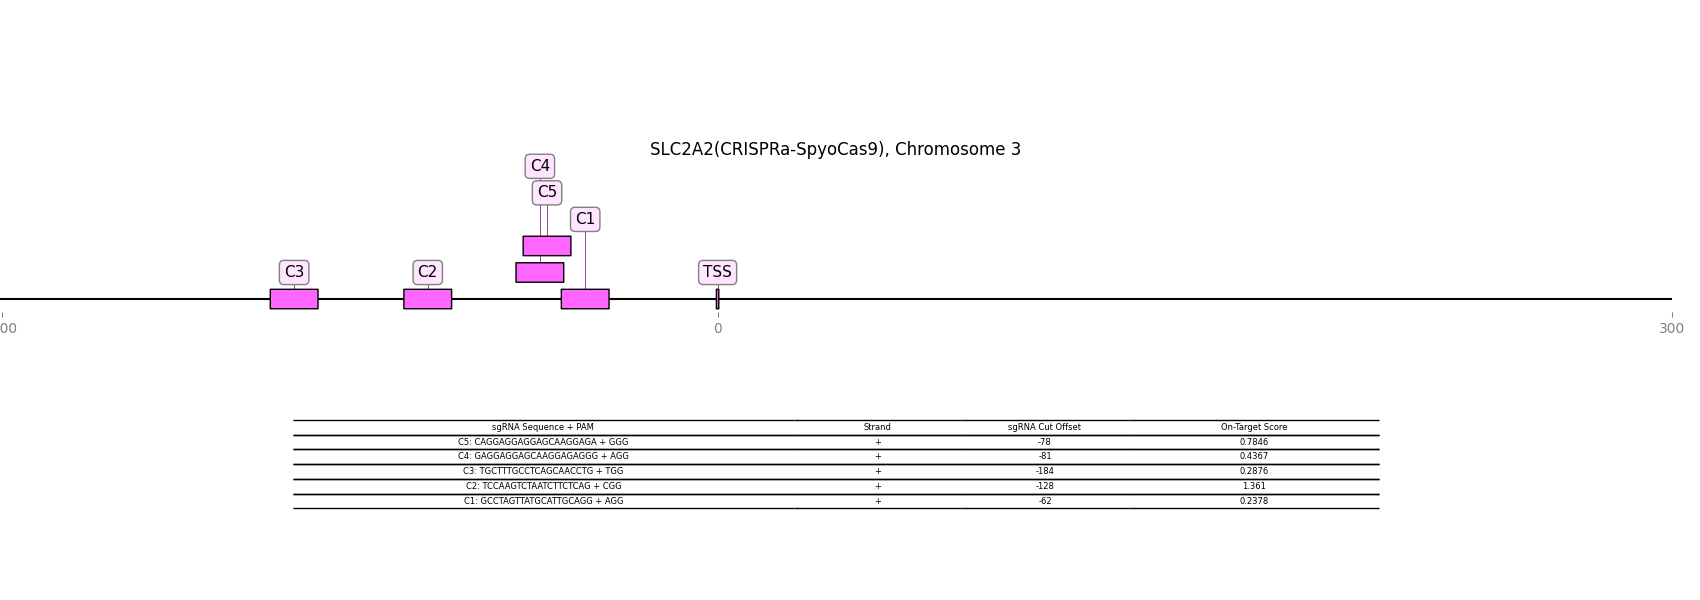 SLC2A2(CRISPRa-SpyoCas9), Chromosome 3
C4
C5
C1
C3 C2 TSS
00 0 300
sgRNA Sequence + PAM Strand sgRNA Cut Offset On-Target Score
C5: CAGGAGGAGGAGCAAGGAGA + GGG + -78 0.7846
C4: GAGGAGGAGCAAGGAGAGGG + AGG + -81 0.4367
C3: TGCTTTGCCTCAGCAACCTG + TGG + -184 0.2876
C2: TCCAAGTCTAATCTTCTCAG + CGG + -128 1.361
C1: GCCTAGTTATGCATTGCAGG + AGG + -62 0.2378